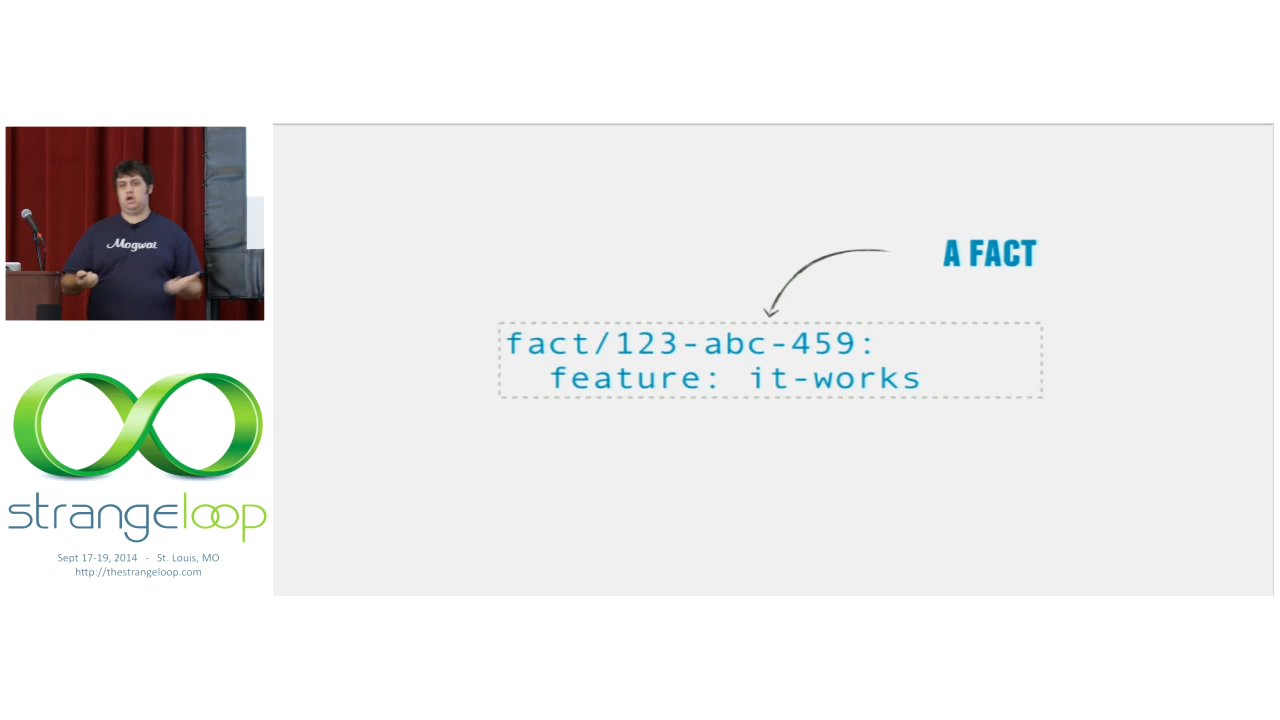 Mogwai
strangeloop
Sept 17-19, 2014 - St. Louis, MO
http://thestrangeloop.com
A FACT
fact/123-abc-459:
feature: it-works